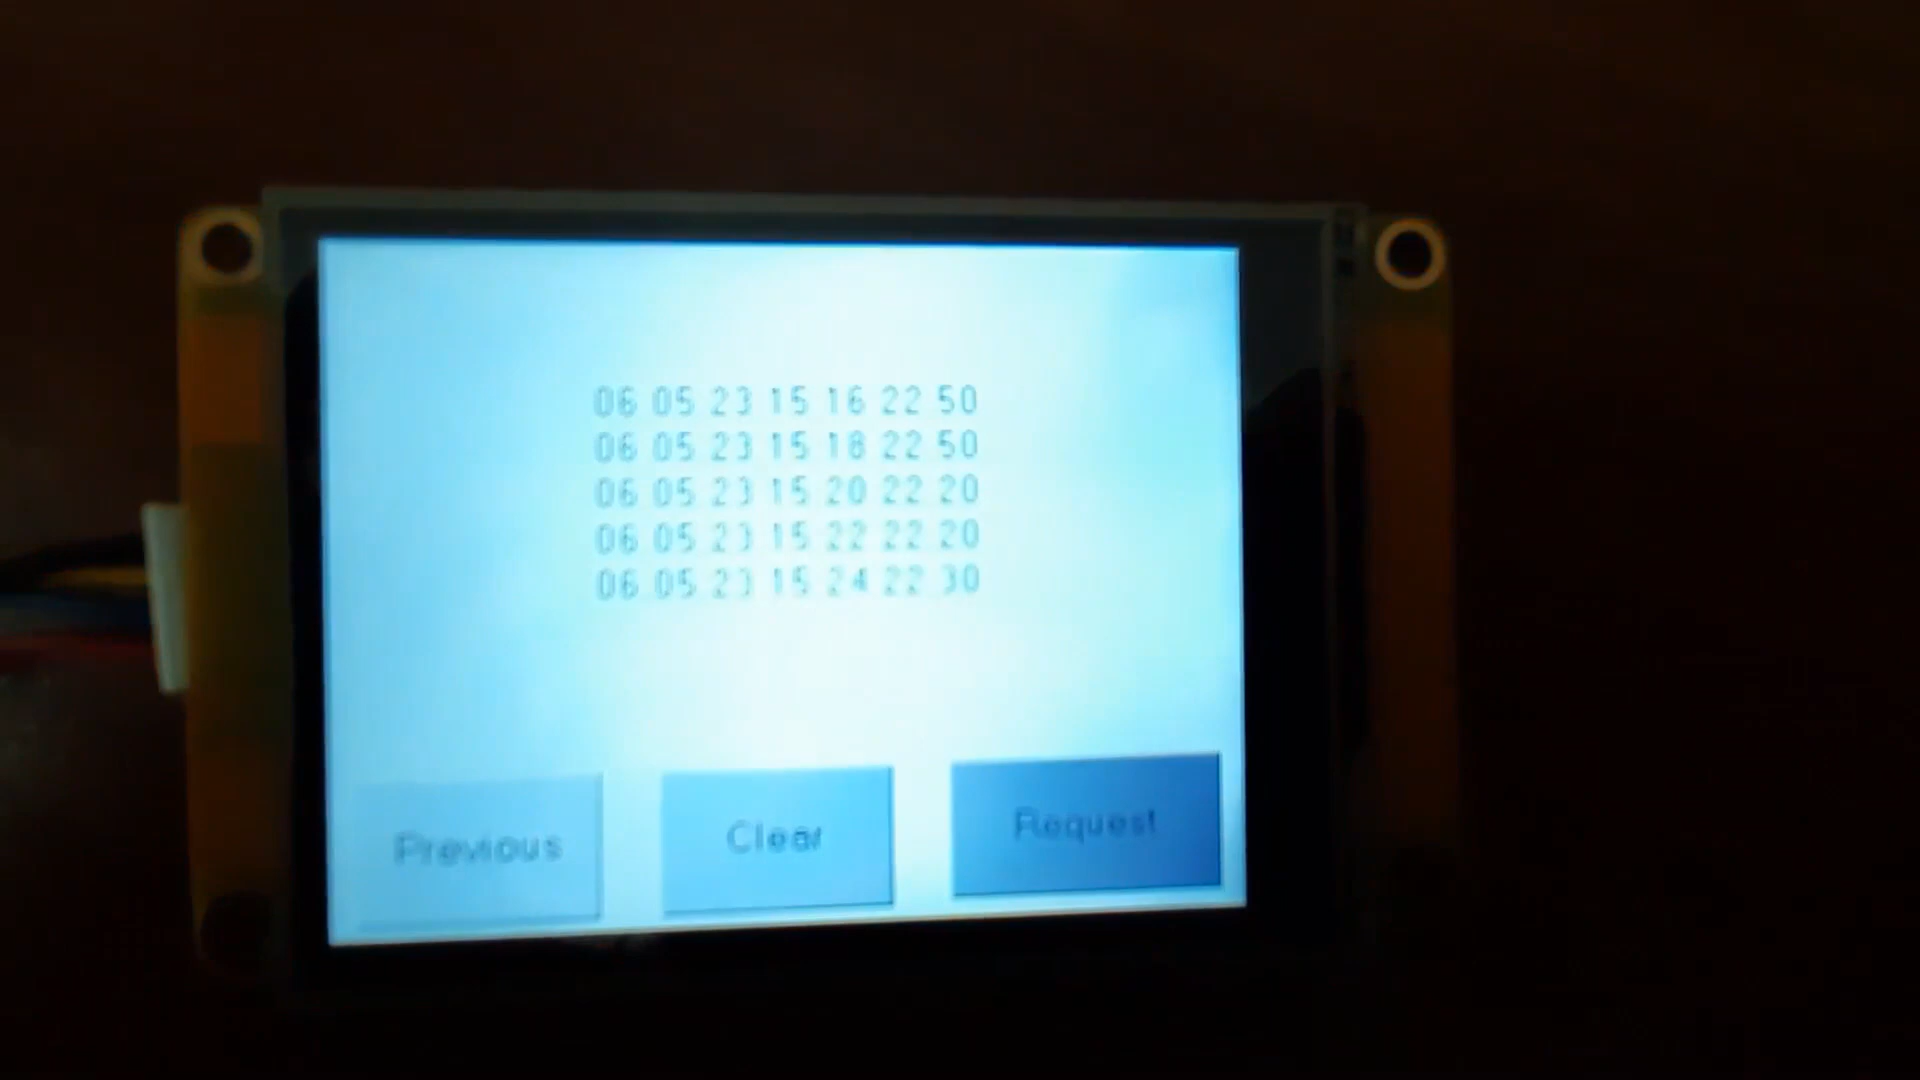 06 05 23 15 16 22 50
06 05 23 15 18 22 50
06 05 23 15 20 22 20
06 05 23 15 22 22 20
06 05 23 15 24 22 30
Previous
Clear
Request